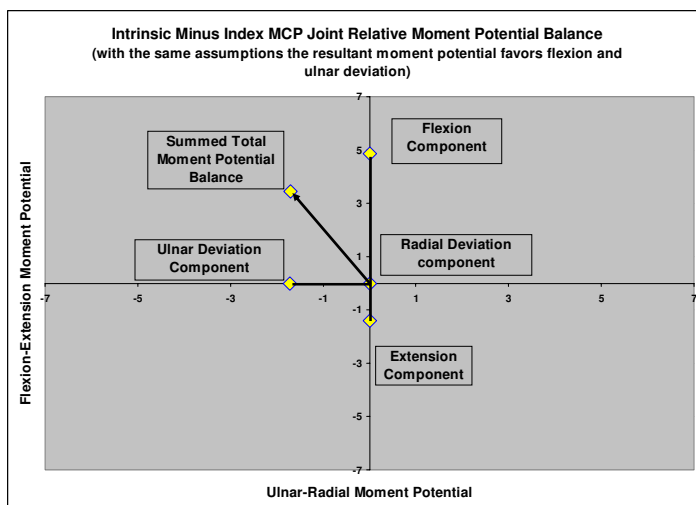 Intrinsic Minus Index MCP Joint Relative Moment Potential Balance
(with the same assumptions the resultant moment potential favors flexion and
ulnar deviation)
Flexion-Extension Moment Potential
7
5
3
1
-1
-3
-5
-7
-7
-5
-3
-1
1
3
5
7
Summed Total
Moment Potential
Balance
Flexion
Component
Ulnar Deviation
Component
Radial Deviation
component
Extension
Component
Ulnar-Radial Moment Potential